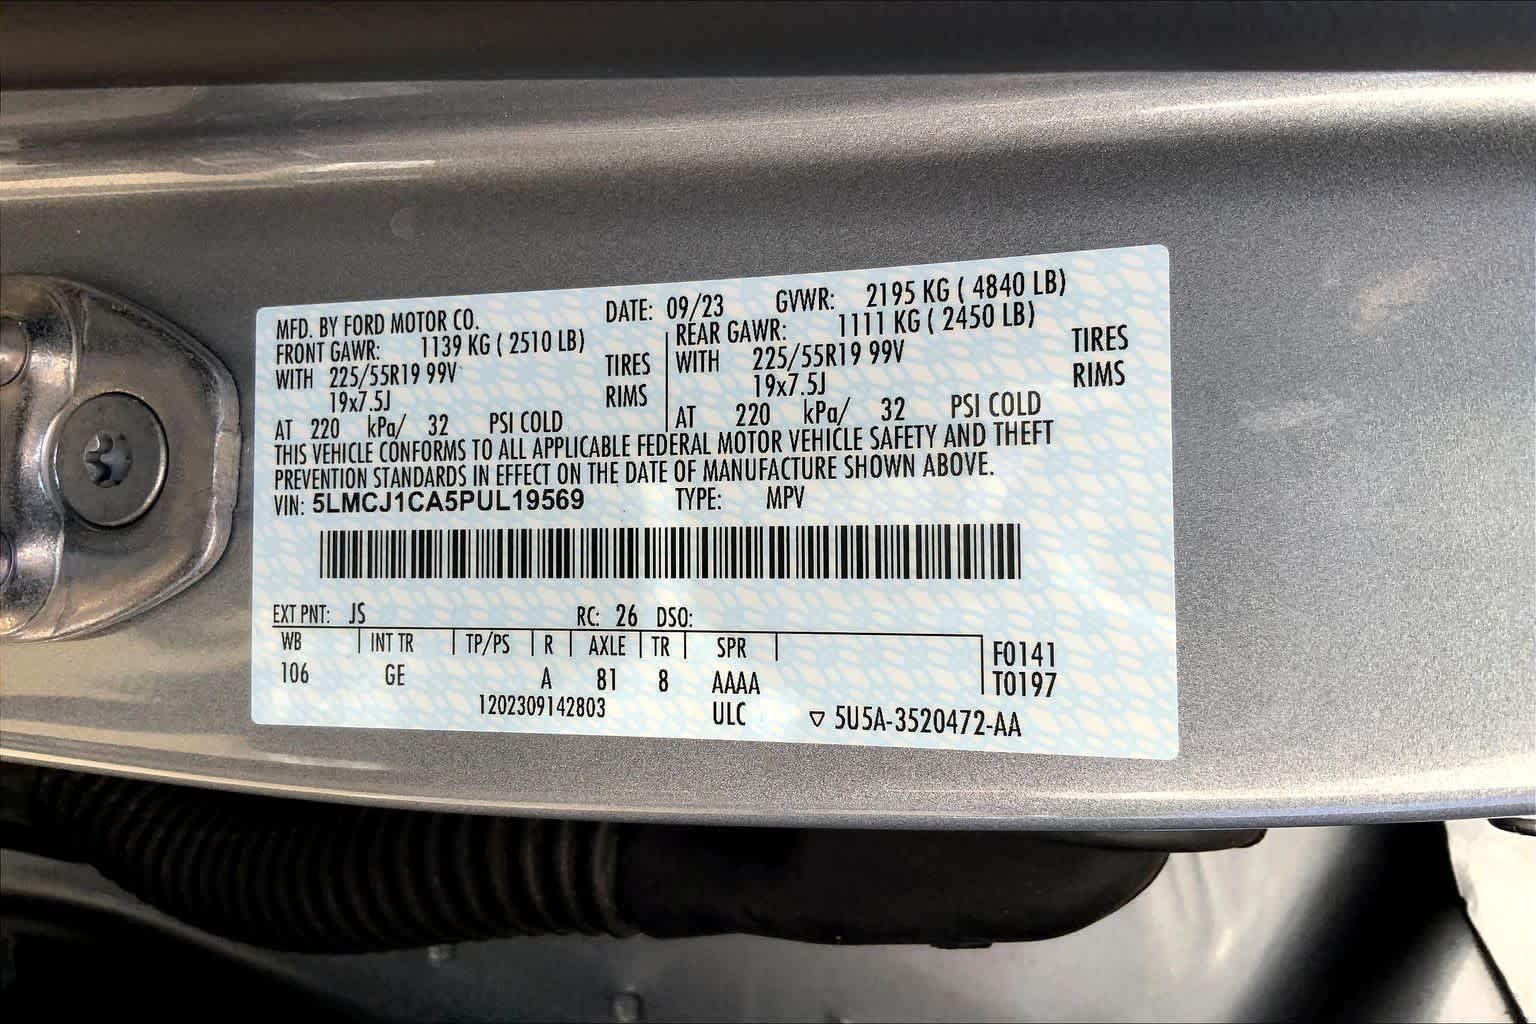 MFD. BY FORD MOTOR CO. DATE: 09/23 GVWR: 2195 KG ( 4840 LB)
FRONT GAWR: 1139 KG ( 2510 LB) REAR GAWR: 1111 KG ( 2450 LB)
WITH 225/55R19 99V TIRES WITH 225/55R19 99V TIRES
19x7.5J RIMS 19x7.5J RIMS
AT 220 kPa/ 32 PSI COLD AT 220 kPa/ 32 PSI COLD
THIS VEHICLE CONFORMS TO ALL APPLICABLE FEDERAL MOTOR VEHICLE SAFETY AND THEFT
PREVENTION STANDARDS IN EFFECT ON THE DATE OF MANUFACTURE SHOWN ABOVE.
VIN: 5LMCJ1CA5PUL19569 TYPE: MPV
EXT PNT: JS RC: 26 DSO:
WB INT TR TP/PS R AXLE TR SPR F0141
106 GE A 81 8 AAAA T0197
1202309142803 ULC ▽ 5U5A-3520472-AA